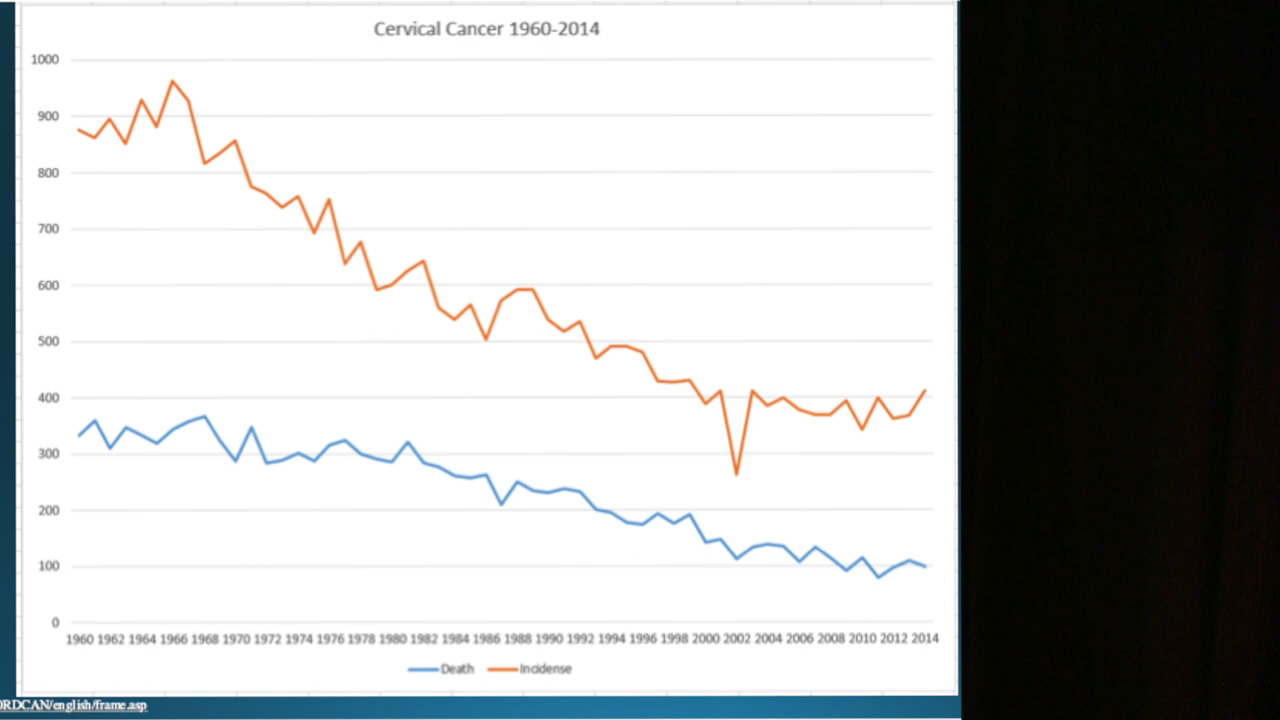 Cervical Cancer 1960-2014
1000
900
800
700
600
500
400
300
200
100
0
1960 1962 1964 1966 1968 1970 1972 1974 1976 1978 1980 1982 1984 1986 1988 1990 1992 1994 1996 1998 2000 2002 2004 2006 2008 2010 2012 2014
Death Incidense
ORDCAN/english/frame.asp